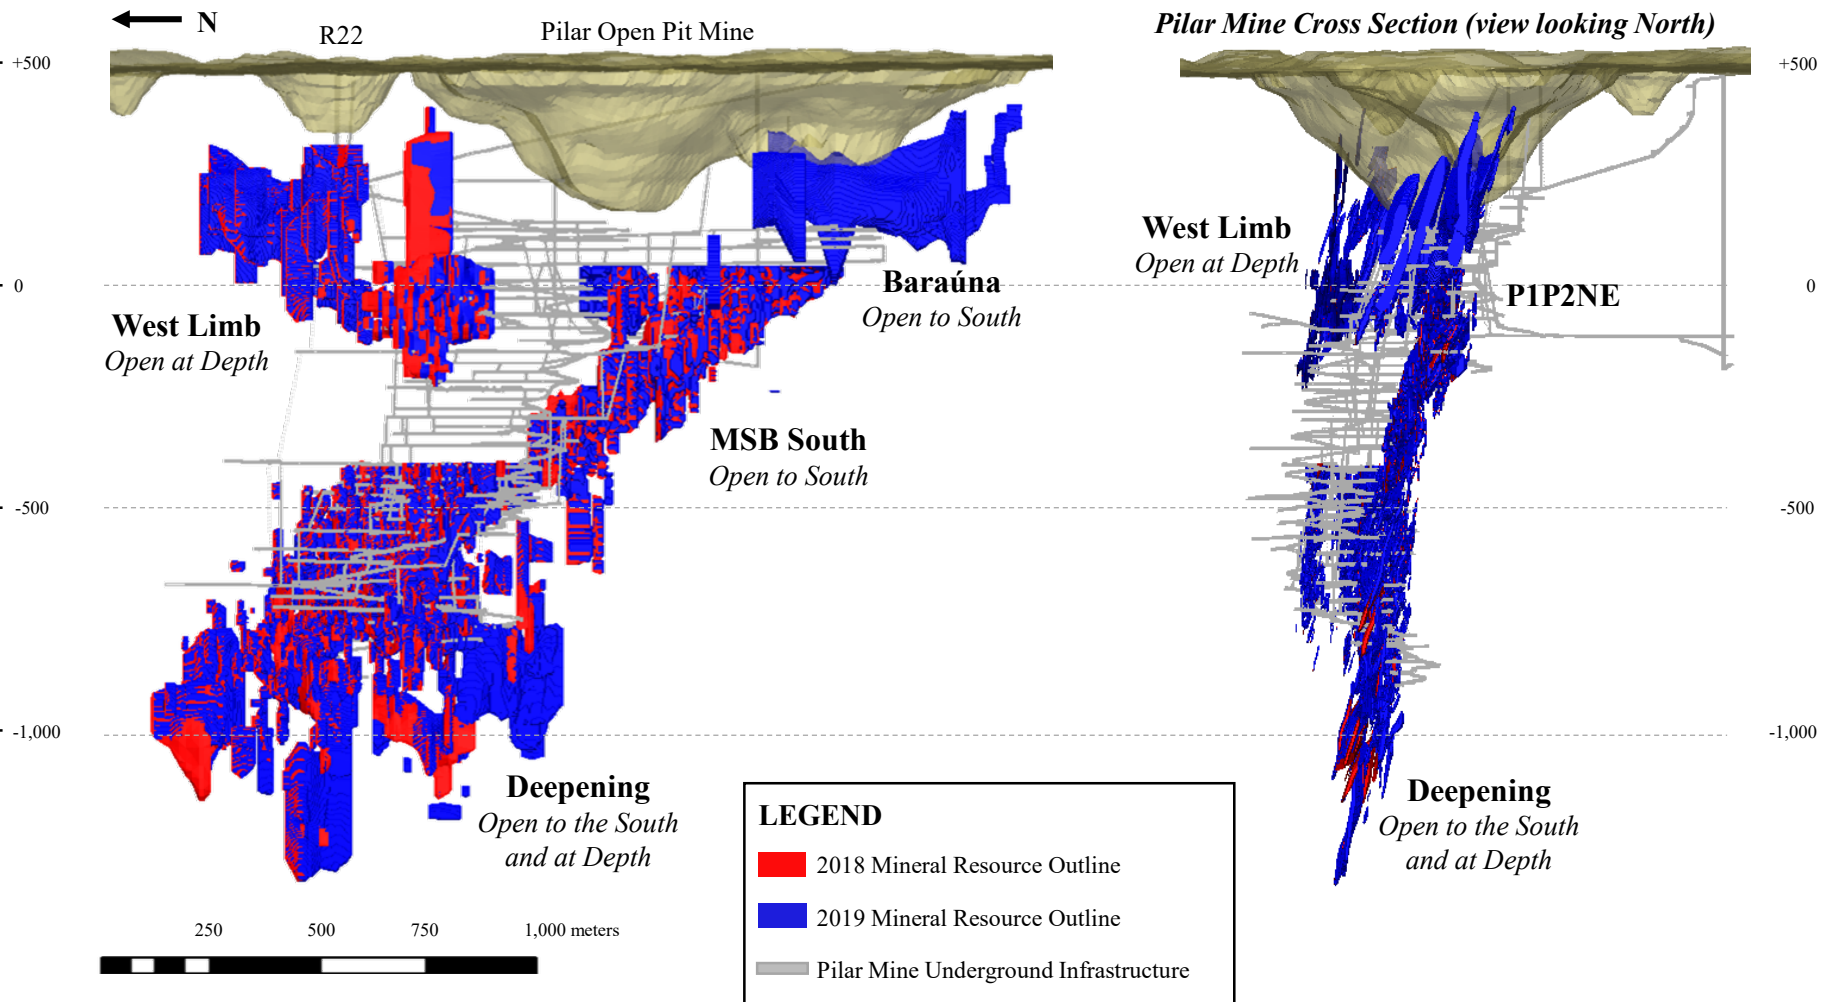 N
R22
Pilar Open Pit Mine
+500
0
-500
-1,000
West Limb
Open at Depth
Baraúna
Open to South
MSB South
Open to South
Deepening
Open to the South
and at Depth
250 500 750 1,000 meters
Pilar Mine Cross Section (view looking North)
+500
0
-500
-1,000
West Limb
Open at Depth
P1P2NE
Deepening
Open to the South
and at Depth
LEGEND
2018 Mineral Resource Outline
2019 Mineral Resource Outline
Pilar Mine Underground Infrastructure